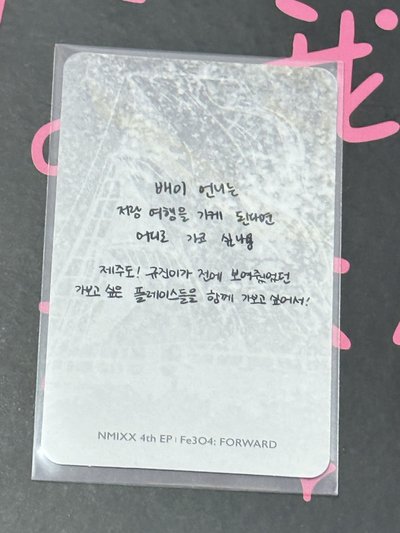 배이 언니는
저랑 여행을 가게 된다면
어디로 가고 싶나용
제주도! 규진이가 전에 보여줬었던
가보고 싶은 플레이스들을 함께 가보고 싶어서!
NMIXX 4th EP | Fe3O4: FORWARD